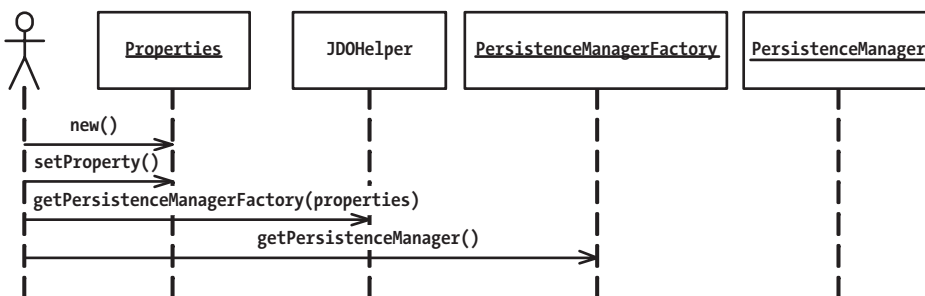 Properties
JDOHelper
PersistenceManagerFactory
PersistenceManager
new()
setProperty()
getPersistenceManagerFactory(properties)
getPersistenceManager()